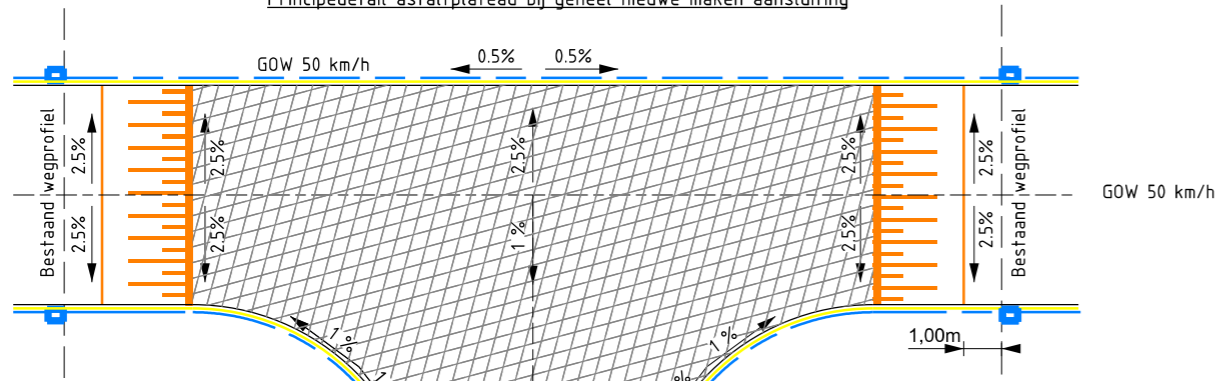 Principedetail asfaltplateau bij geheel nieuwe maken aansluiting
GOW 50 km/h
0.5%
0.5%
Bestaand wegprofiel
2.5%
2.5%
2.5%
2.5%
2.5%
1 %
2.5%
2.5%
2.5%
2.5%
Bestaand wegprofiel
GOW 50 km/h
1 %
1 %
1,00m